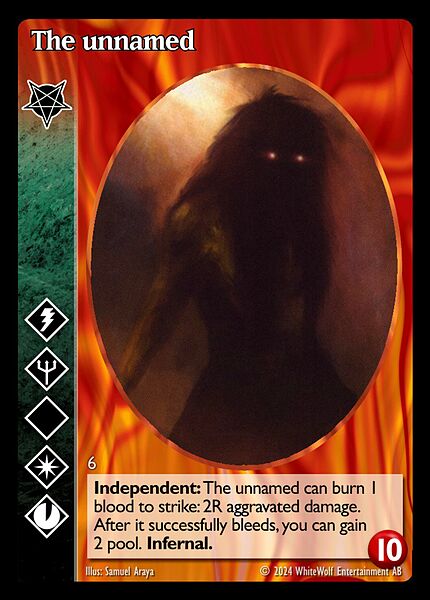 The unnamed
6
Independent: The unnamed can burn 1
blood to strike: 2R aggravated damage.
After it successfully bleeds, you can gain
2 pool. Infernal.
10
Illus: Samuel Araya © 2024 WhiteWolf Entertainment AB